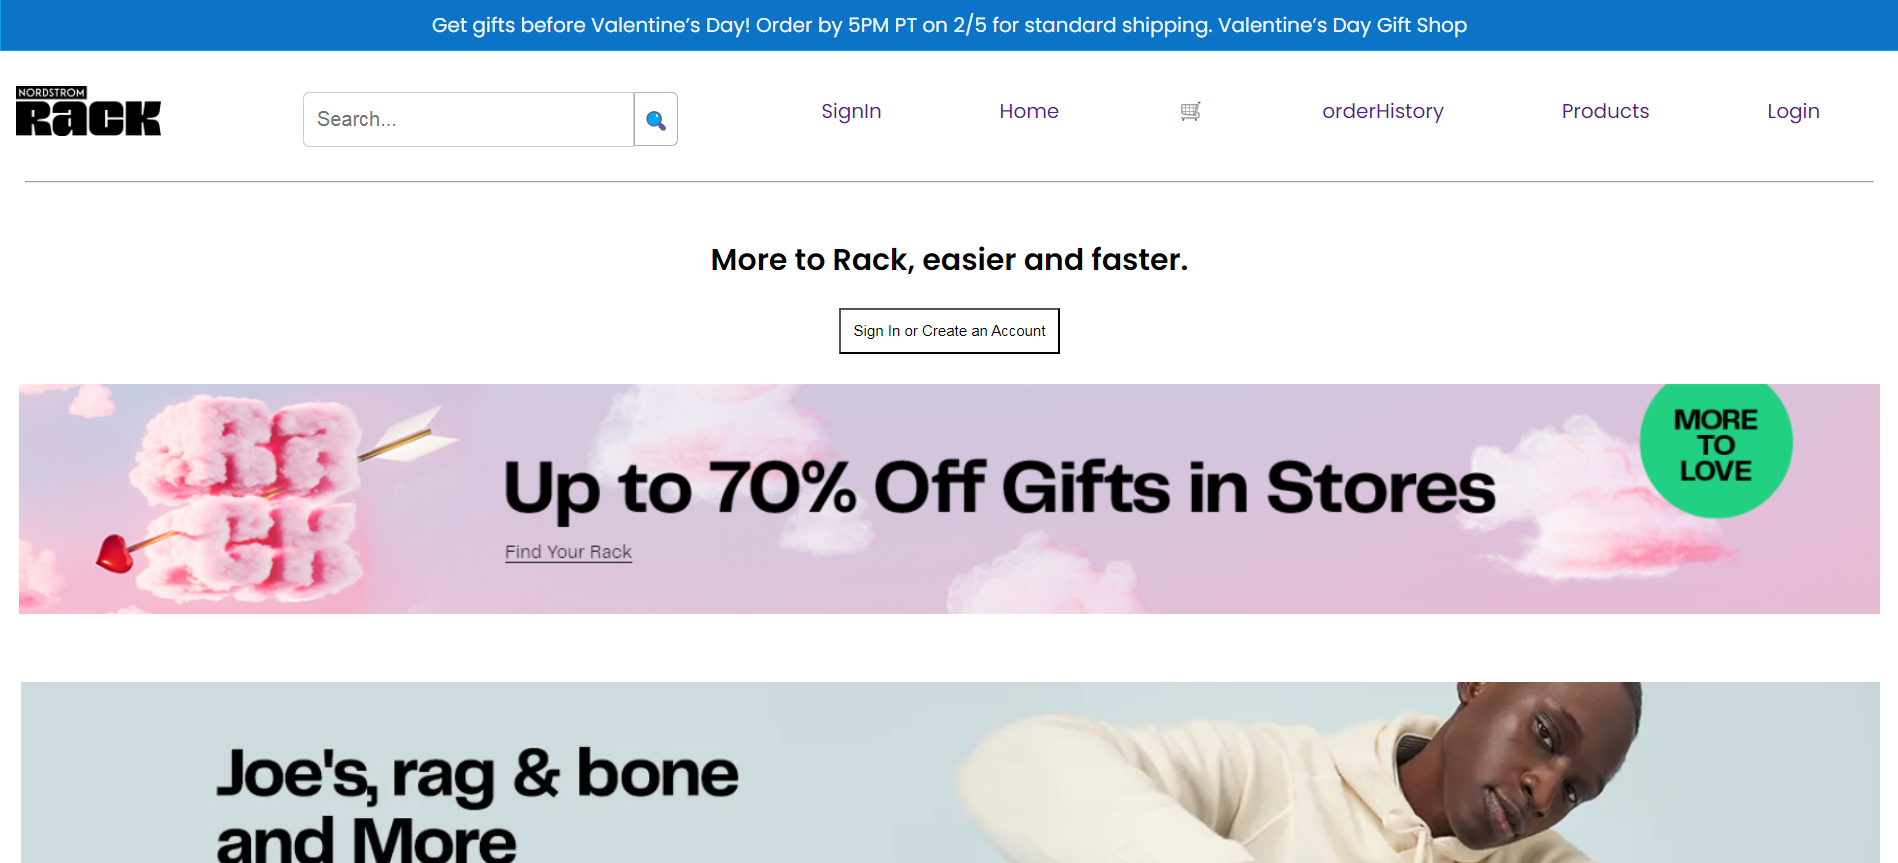 Get gifts before Valentine’s Day! Order by 5PM PT on 2/5 for standard shipping. Valentine’s Day Gift Shop
NORDSTROM
RACK
Search...
SignIn
Home
orderHistory
Products
Login
More to Rack, easier and faster.
Sign In or Create an Account
RA
CK
Up to 70% Off Gifts in Stores
Find Your Rack
MORE
TO
LOVE
Joe's, rag & bone
and More